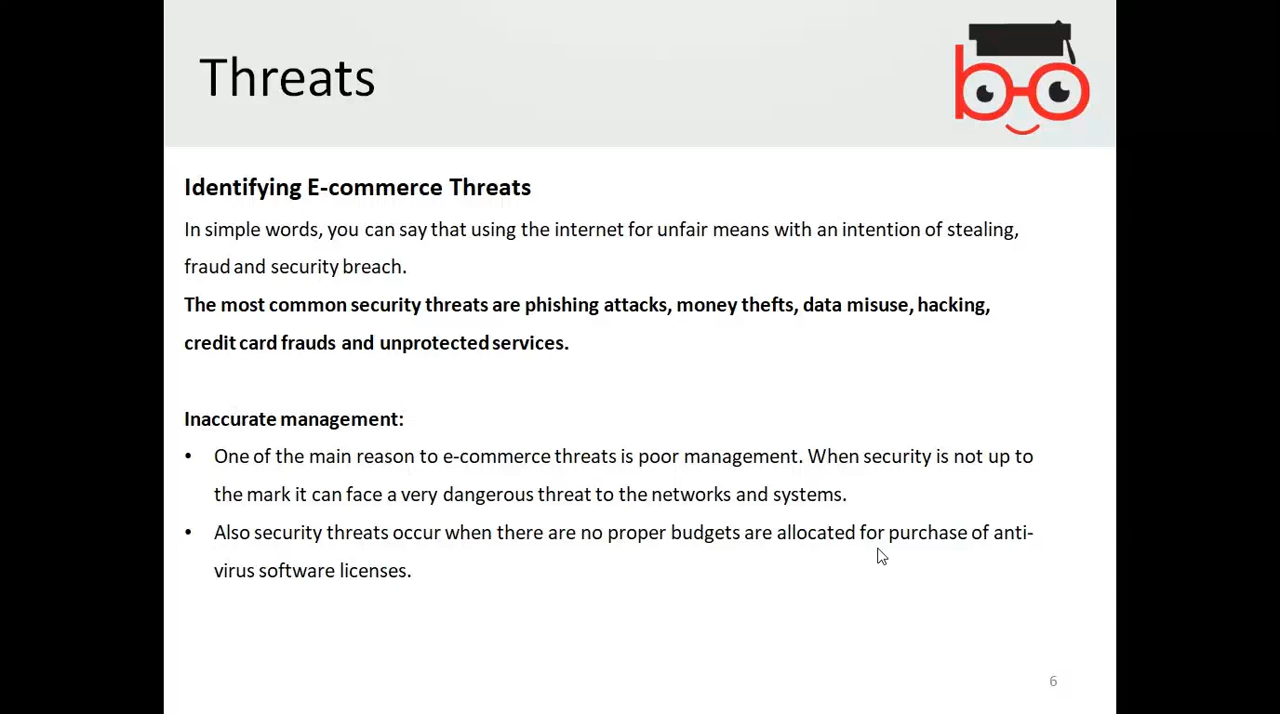 Threats
Identifying E-commerce Threats
In simple words, you can say that using the internet for unfair means with an intention of stealing,
fraud and security breach.
The most common security threats are phishing attacks, money thefts, data misuse, hacking,
credit card frauds and unprotected services.
Inaccurate management:
• One of the main reason to e-commerce threats is poor management. When security is not up to
the mark it can face a very dangerous threat to the networks and systems.
• Also security threats occur when there are no proper budgets are allocated for purchase of anti-
virus software licenses.
6